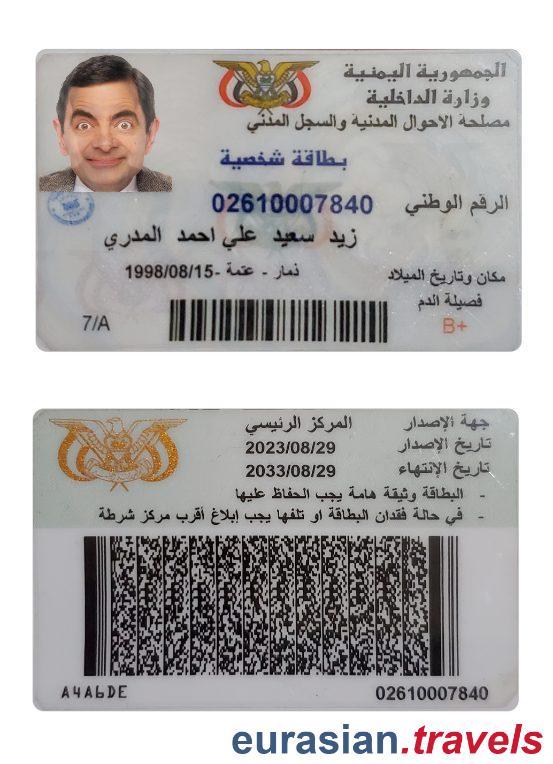 الجمهورية اليمنية
وزارة الداخلية
مصلحة الاحوال المدنية والسجل المدني
بطاقة شخصية
الرقم الوطني 02610007840
زيد سعيد علي احمد المدري
مكان وتاريخ الميلاد ذمار - عتمة -1998/08/15
فصيلة الدم
B+
7/A
جهة الإصدار المركز الرئيسي
تاريخ الإصدار 2023/08/29
تاريخ الإنتهاء 2033/08/29
- البطاقة وثيقة هامة يجب الحفاظ عليها
- في حالة فقدان البطاقة او تلفها يجب إبلاغ أقرب مركز شرطة
A4A6DE 02610007840
eurasian.travels